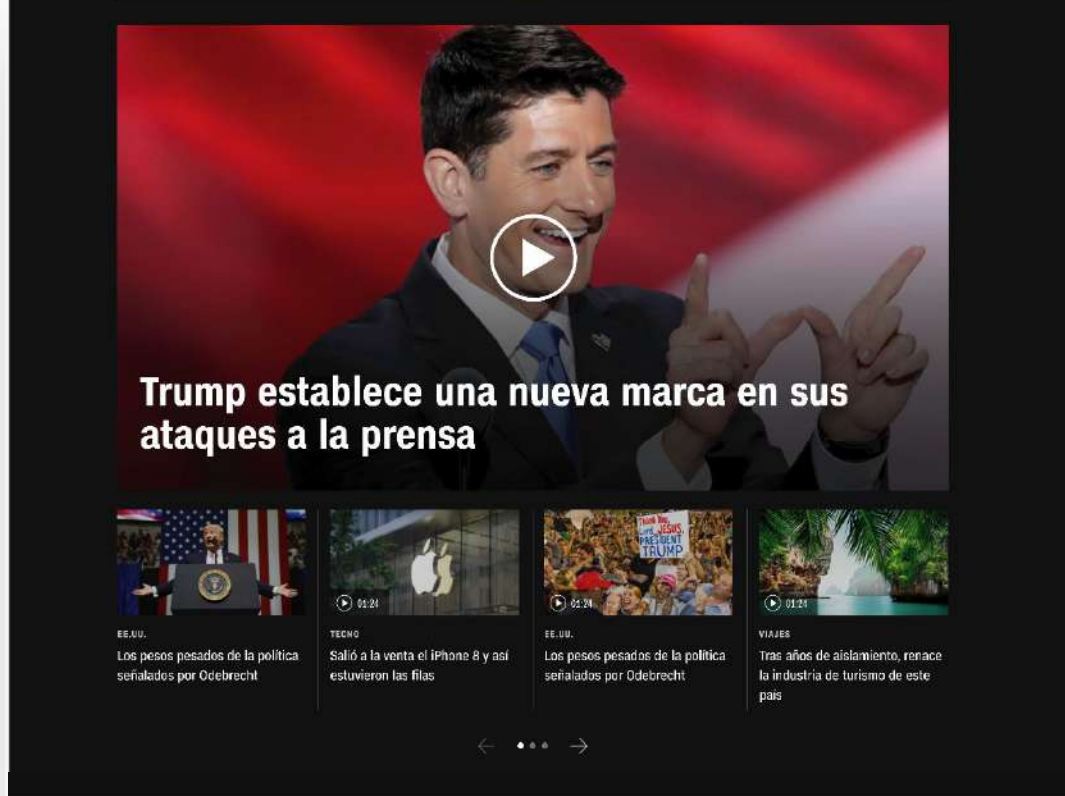 Trump establece una nueva marca en sus
ataques a la prensa
Thank You,
Lord JESUS,
PRESIDENT
TRUMP
01:24
01:24
01:24
EE.UU.
Los pesos pesados de la política
señalados por Odebrecht
TECNO
Salió a la venta el iPhone 8 y así
estuvieron las filas
EE.UU.
Los pesos pesados de la política
señalados por Odebrecht
VIAJES
Tras años de aislamiento, renace
la industria de turismo de este
país